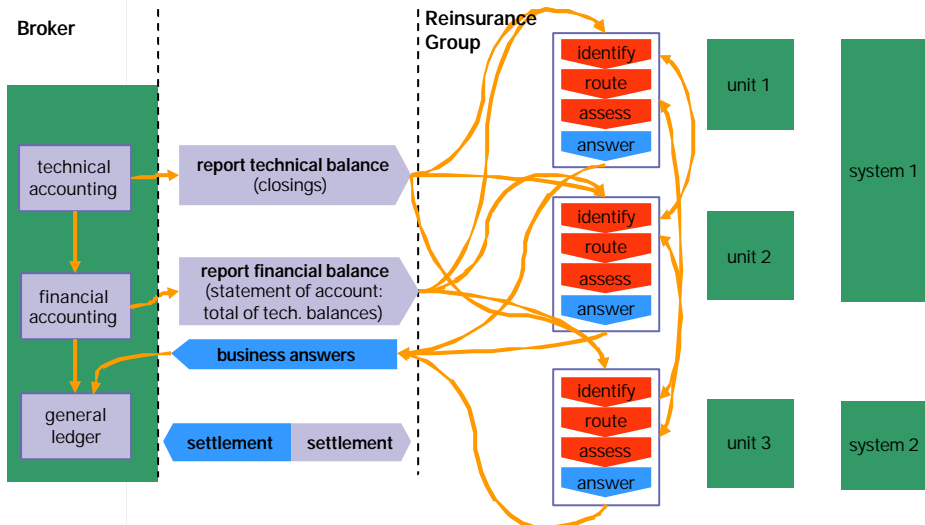 Broker
Reinsurance
Group
technical
accounting
financial
accounting
general
ledger
report technical balance
(closings)
report financial balance
(statement of account:
total of tech. balances)
business answers
settlement
settlement
identify
route
assess
answer
identify
route
assess
answer
identify
route
assess
answer
unit 1
unit 2
unit 3
system 1
system 2